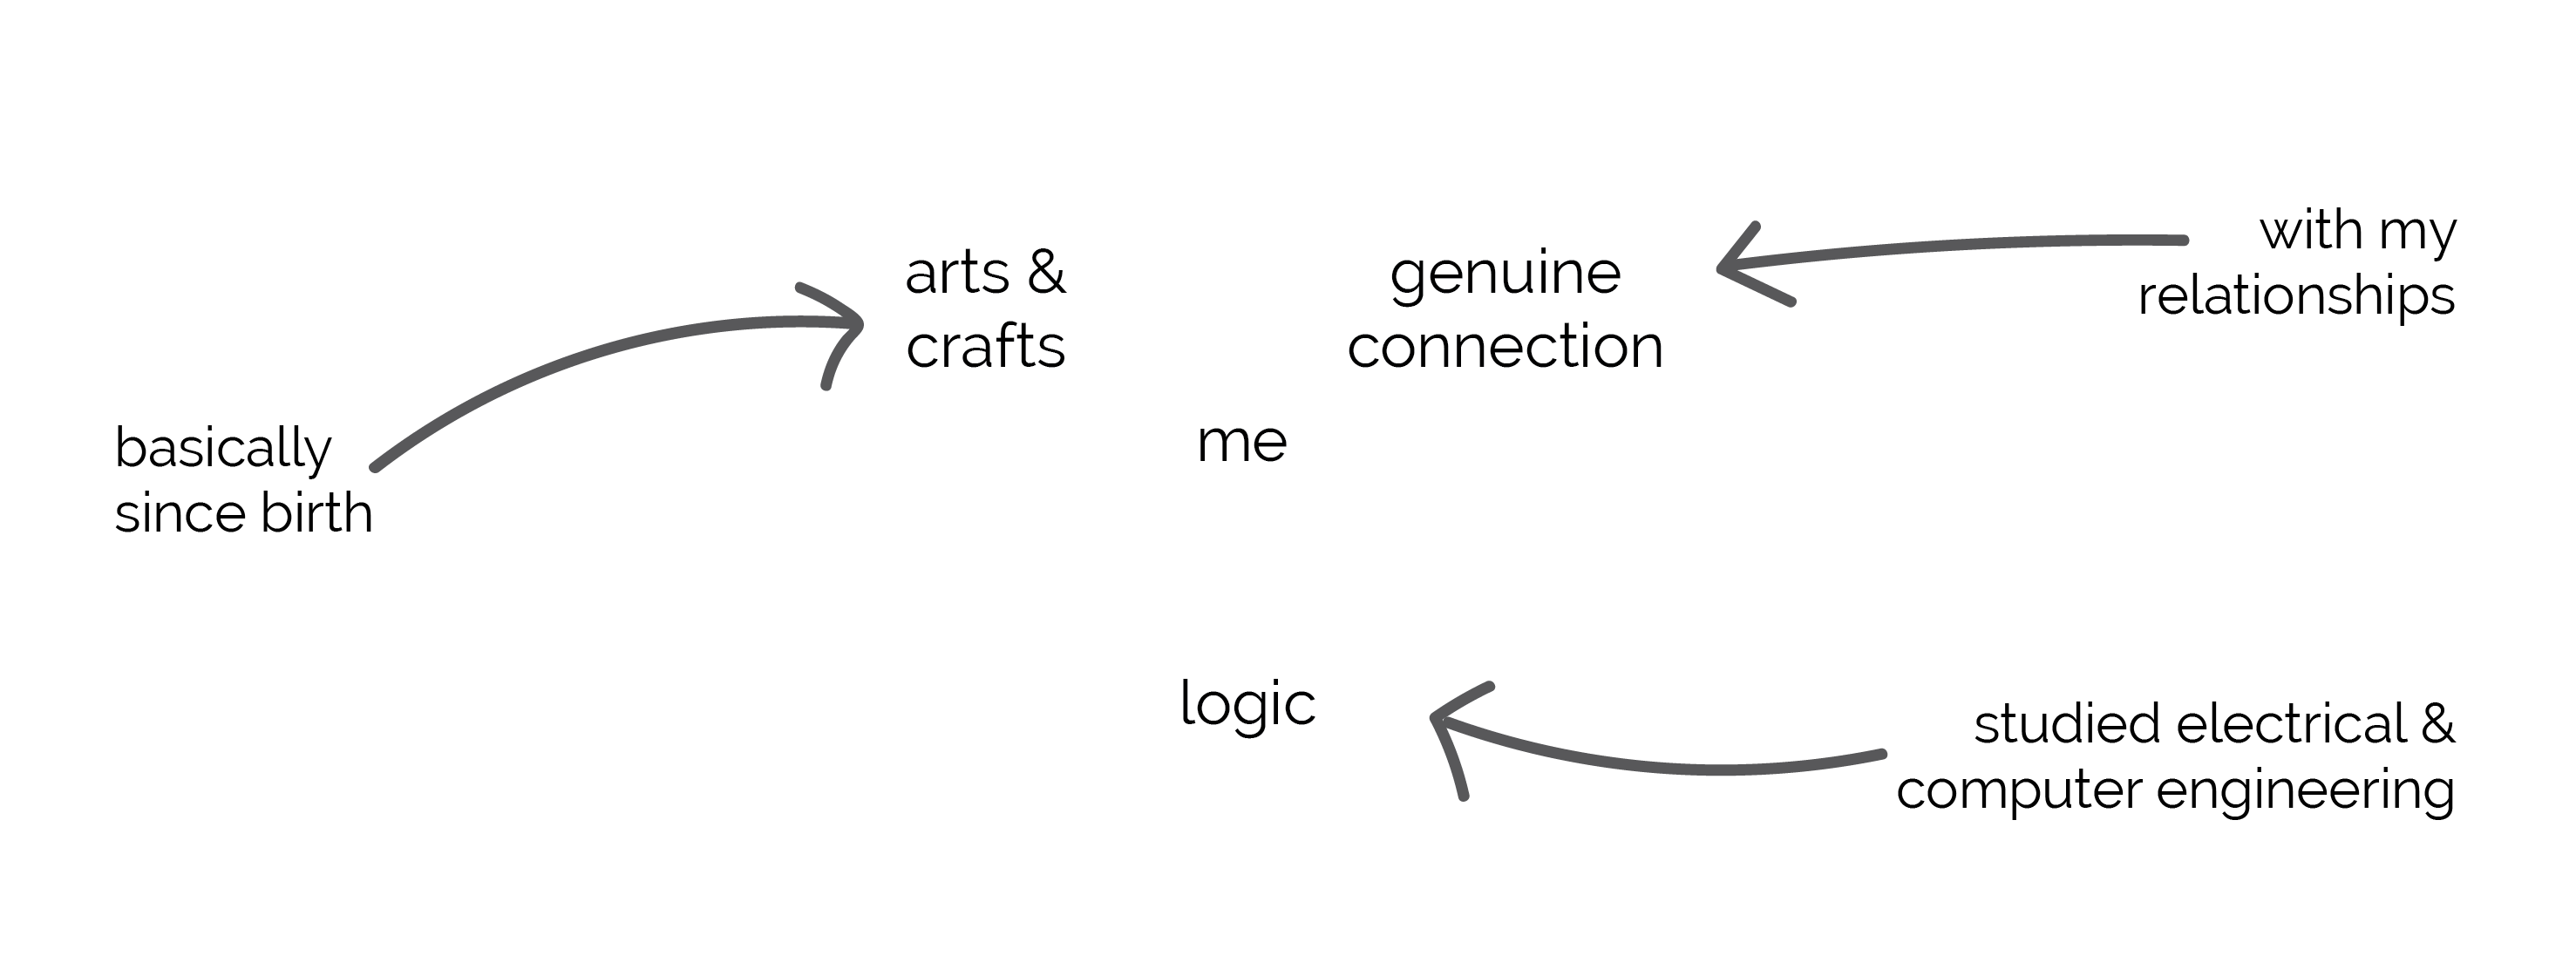 basically
since birth
arts &
crafts
genuine
connection
with my
relationships
me
logic
studied electrical &
computer engineering